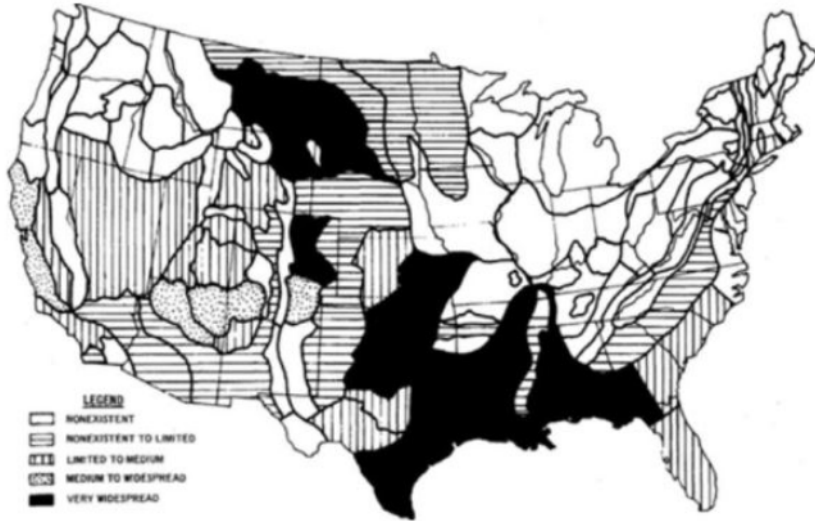 LEGEND
NONEXISTENT
NONEXISTENT TO LIMITED
LIMITED TO MEDIUM
MEDIUM TO WIDESPREAD
VERY WIDESPREAD